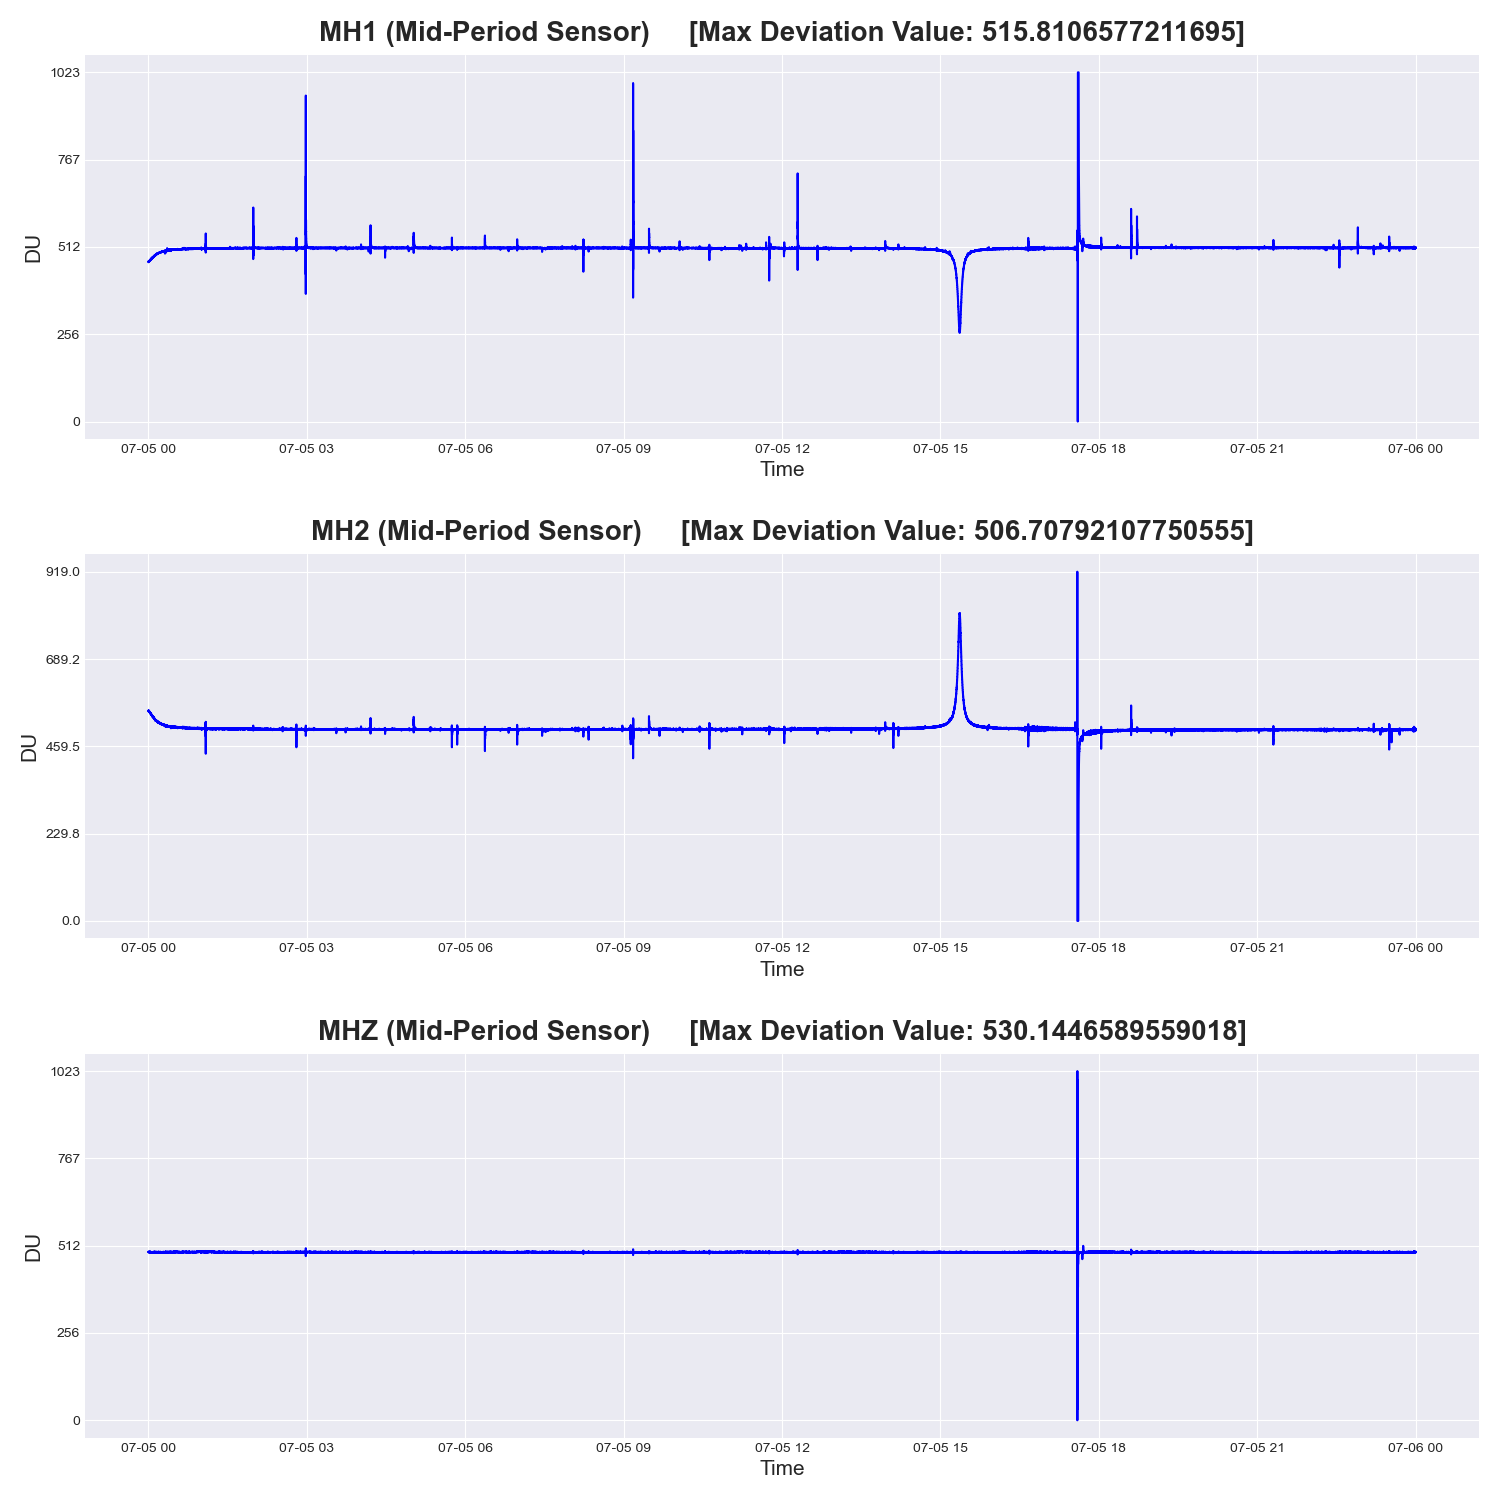 MH1 (Mid-Period Sensor) [Max Deviation Value: 515.8106577211695]
1023
767
512
256
0
DU
07-05 00 07-05 03 07-05 06 07-05 09 07-05 12 07-05 15 07-05 18 07-05 21 07-06 00
Time
MH2 (Mid-Period Sensor) [Max Deviation Value: 506.70792107750555]
919.0
689.2
459.5
229.8
0.0
DU
07-05 00 07-05 03 07-05 06 07-05 09 07-05 12 07-05 15 07-05 18 07-05 21 07-06 00
Time
MHZ (Mid-Period Sensor) [Max Deviation Value: 530.1446589559018]
1023
767
512
256
0
DU
07-05 00 07-05 03 07-05 06 07-05 09 07-05 12 07-05 15 07-05 18 07-05 21 07-06 00
Time